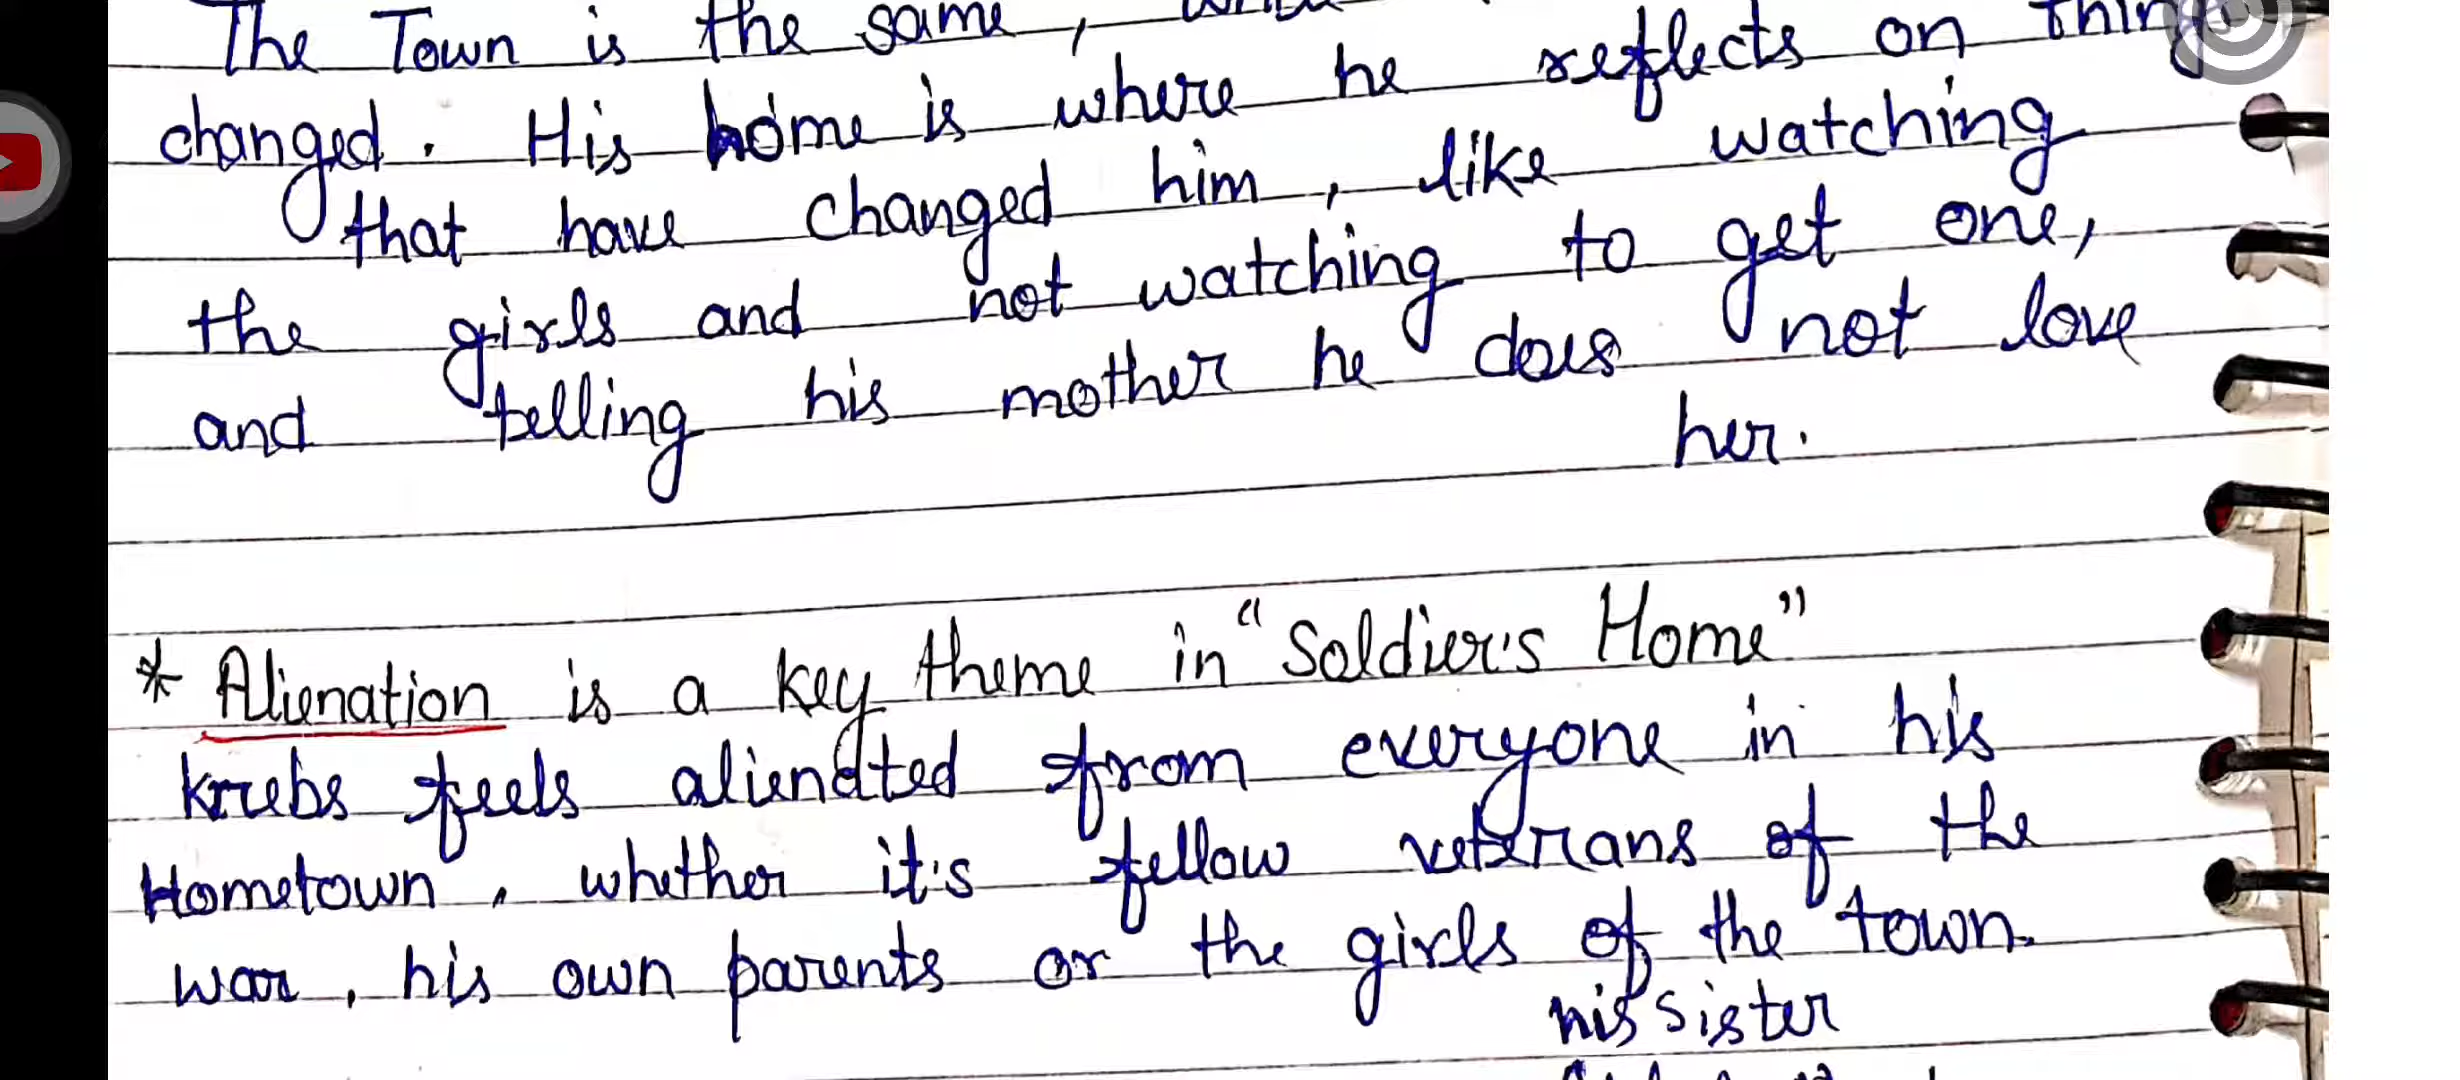 The Town is the same,
changed. His home is where he reflects on things
that have changed him, like watching
the girls and not watching to get one,
and telling his mother he does not love
her.
* Alienation is a key theme in "Soldier's Home"
Krebs feels alienated from everyone in his
Hometown, whether it's fellow veterans of the
war, his own parents or the girls of the town.
his sister